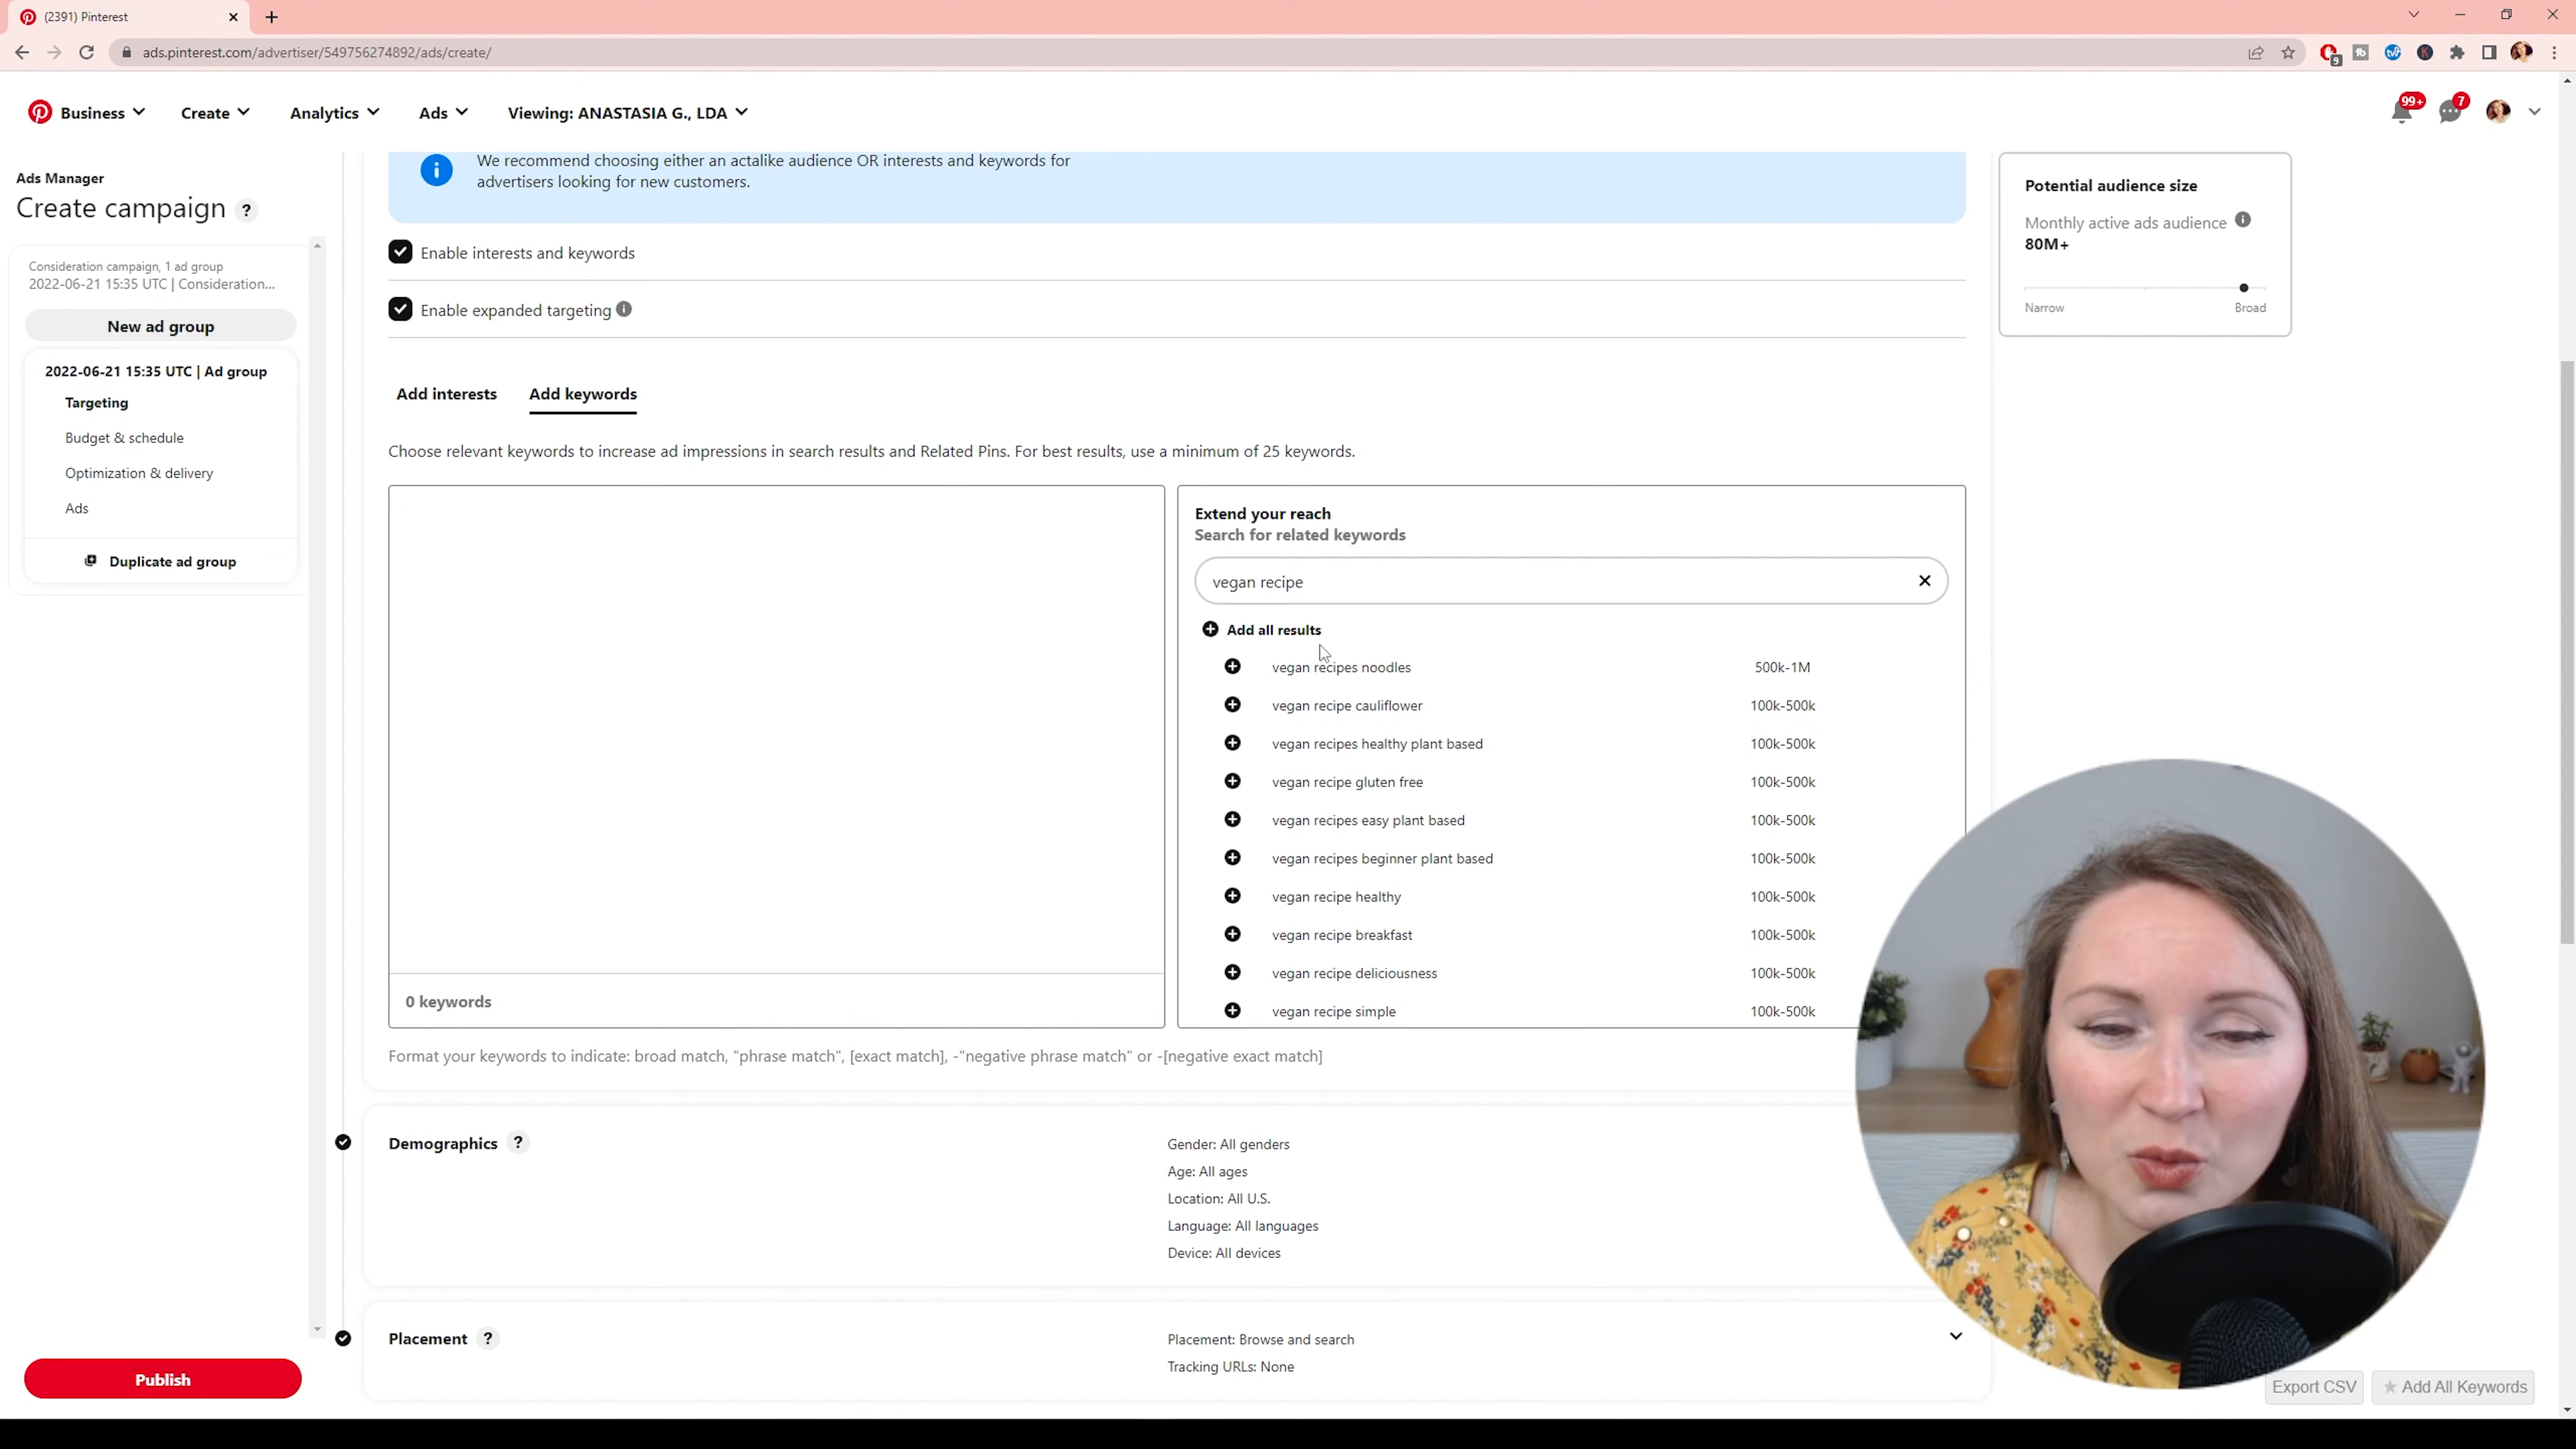 (2391) Pinterest
ads.pinterest.com/advertiser/549756274892/ads/create/
9
Business
Create
Analytics
Ads
Viewing: ANASTASIA G., LDA
99+
7
Ads Manager
Create campaign ?
Consideration campaign, 1 ad group
2022-06-21 15:35 UTC | Consideration...
New ad group
2022-06-21 15:35 UTC | Ad group
Targeting
Budget & schedule
Optimization & delivery
Ads
Duplicate ad group
Publish
We recommend choosing either an actalike audience OR interests and keywords for
advertisers looking for new customers.
Enable interests and keywords
Enable expanded targeting
Add interests
Add keywords
Choose relevant keywords to increase ad impressions in search results and Related Pins. For best results, use a minimum of 25 keywords.
0 keywords
Extend your reach
Search for related keywords
vegan recipe
Add all results
vegan recipes noodles 500k-1M
vegan recipe cauliflower 100k-500k
vegan recipes healthy plant based 100k-500k
vegan recipe gluten free 100k-500k
vegan recipes easy plant based 100k-500k
vegan recipes beginner plant based 100k-500k
vegan recipe healthy 100k-500k
vegan recipe breakfast 100k-500k
vegan recipe deliciousness 100k-500k
vegan recipe simple 100k-500k
Format your keywords to indicate: broad match, "phrase match", [exact match], -"negative phrase match" or -[negative exact match]
Demographics ?
Gender: All genders
Age: All ages
Location: All U.S.
Language: All languages
Device: All devices
Placement ?
Placement: Browse and search
Tracking URLs: None
Potential audience size
Monthly active ads audience
80M+
Narrow
Broad
Export CSV
Add All Keywords